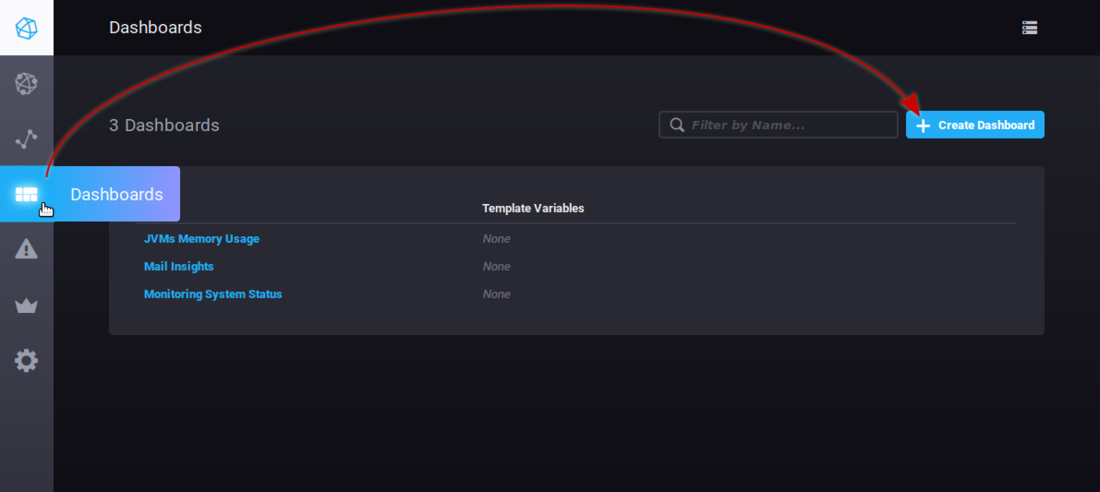 Dashboards
3 Dashboards
Filter by Name...
Create Dashboard
Dashboards
Template Variables
JVMs Memory Usage
None
Mail Insights
None
Monitoring System Status
None